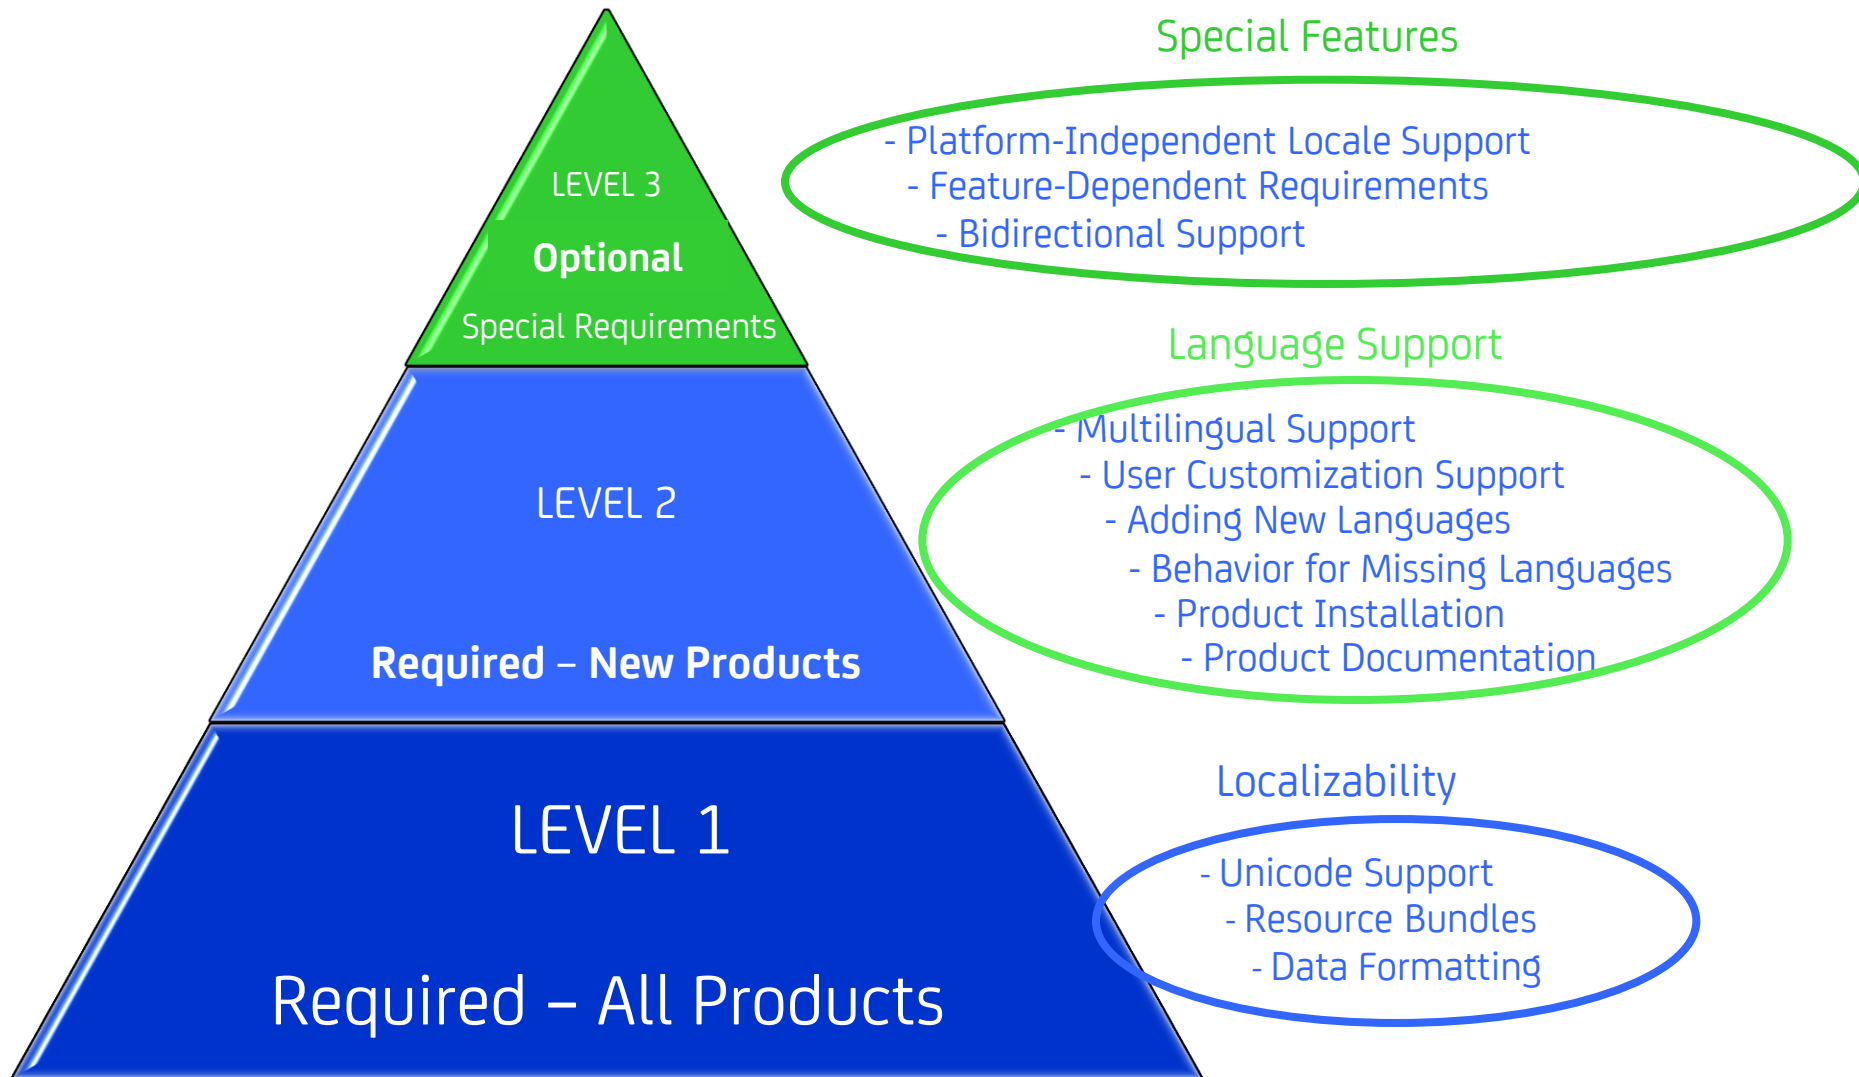 Special Features
- Platform-Independent Locale Support
- Feature-Dependent Requirements
- Bidirectional Support
LEVEL 3
Optional
Special Requirements
Language Support
- Multilingual Support
- User Customization Support
- Adding New Languages
- Behavior for Missing Languages
- Product Installation
- Product Documentation
LEVEL 2
Required – New Products
Localizability
- Unicode Support
- Resource Bundles
- Data Formatting
LEVEL 1
Required – All Products